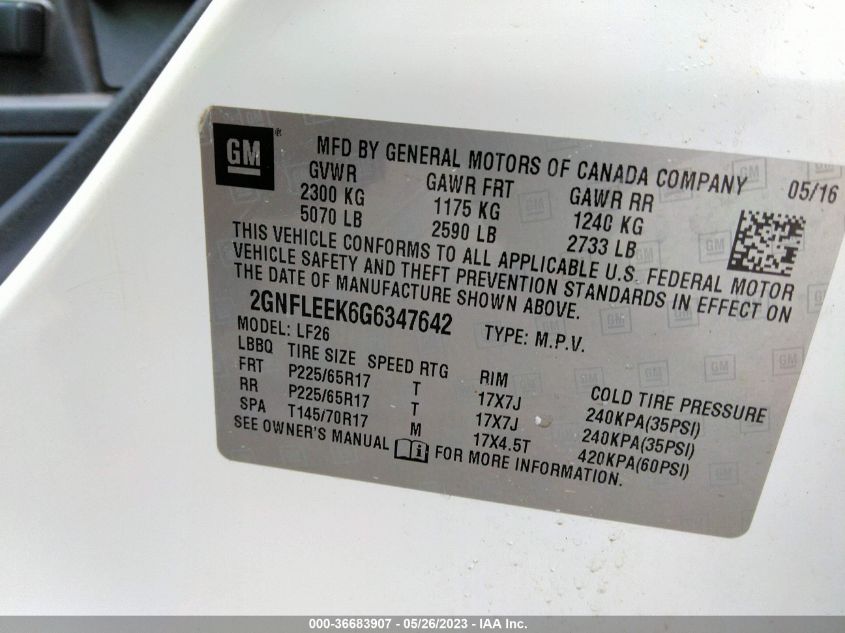 GM ®
MFD BY GENERAL MOTORS OF CANADA COMPANY 05/16
GVWR GAWR FRT GAWR RR
2300 KG 1175 KG 1240 KG
5070 LB 2590 LB 2733 LB
THIS VEHICLE CONFORMS TO ALL APPLICABLE U.S. FEDERAL MOTOR
VEHICLE SAFETY AND THEFT PREVENTION STANDARDS IN EFFECT ON
THE DATE OF MANUFACTURE SHOWN ABOVE.
2GNFLEEK6G6347642 TYPE: M.P.V.
MODEL: LF26
LBBQ TIRE SIZE SPEED RTG RIM COLD TIRE PRESSURE
FRT P225/65R17 T 17X7J 240KPA(35PSI)
RR P225/65R17 T 17X7J 240KPA(35PSI)
SPA T145/70R17 M 17X4.5T 420KPA(60PSI)
SEE OWNER'S MANUAL i FOR MORE INFORMATION.
000-36683907 - 05/26/2023 - IAA Inc.